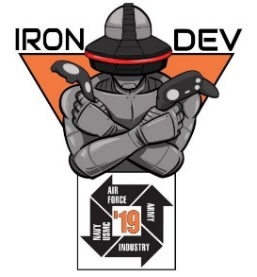 IRON DEV
AIR
FORCE
ARMY
NAVY
USMC
'19
INDUSTRY